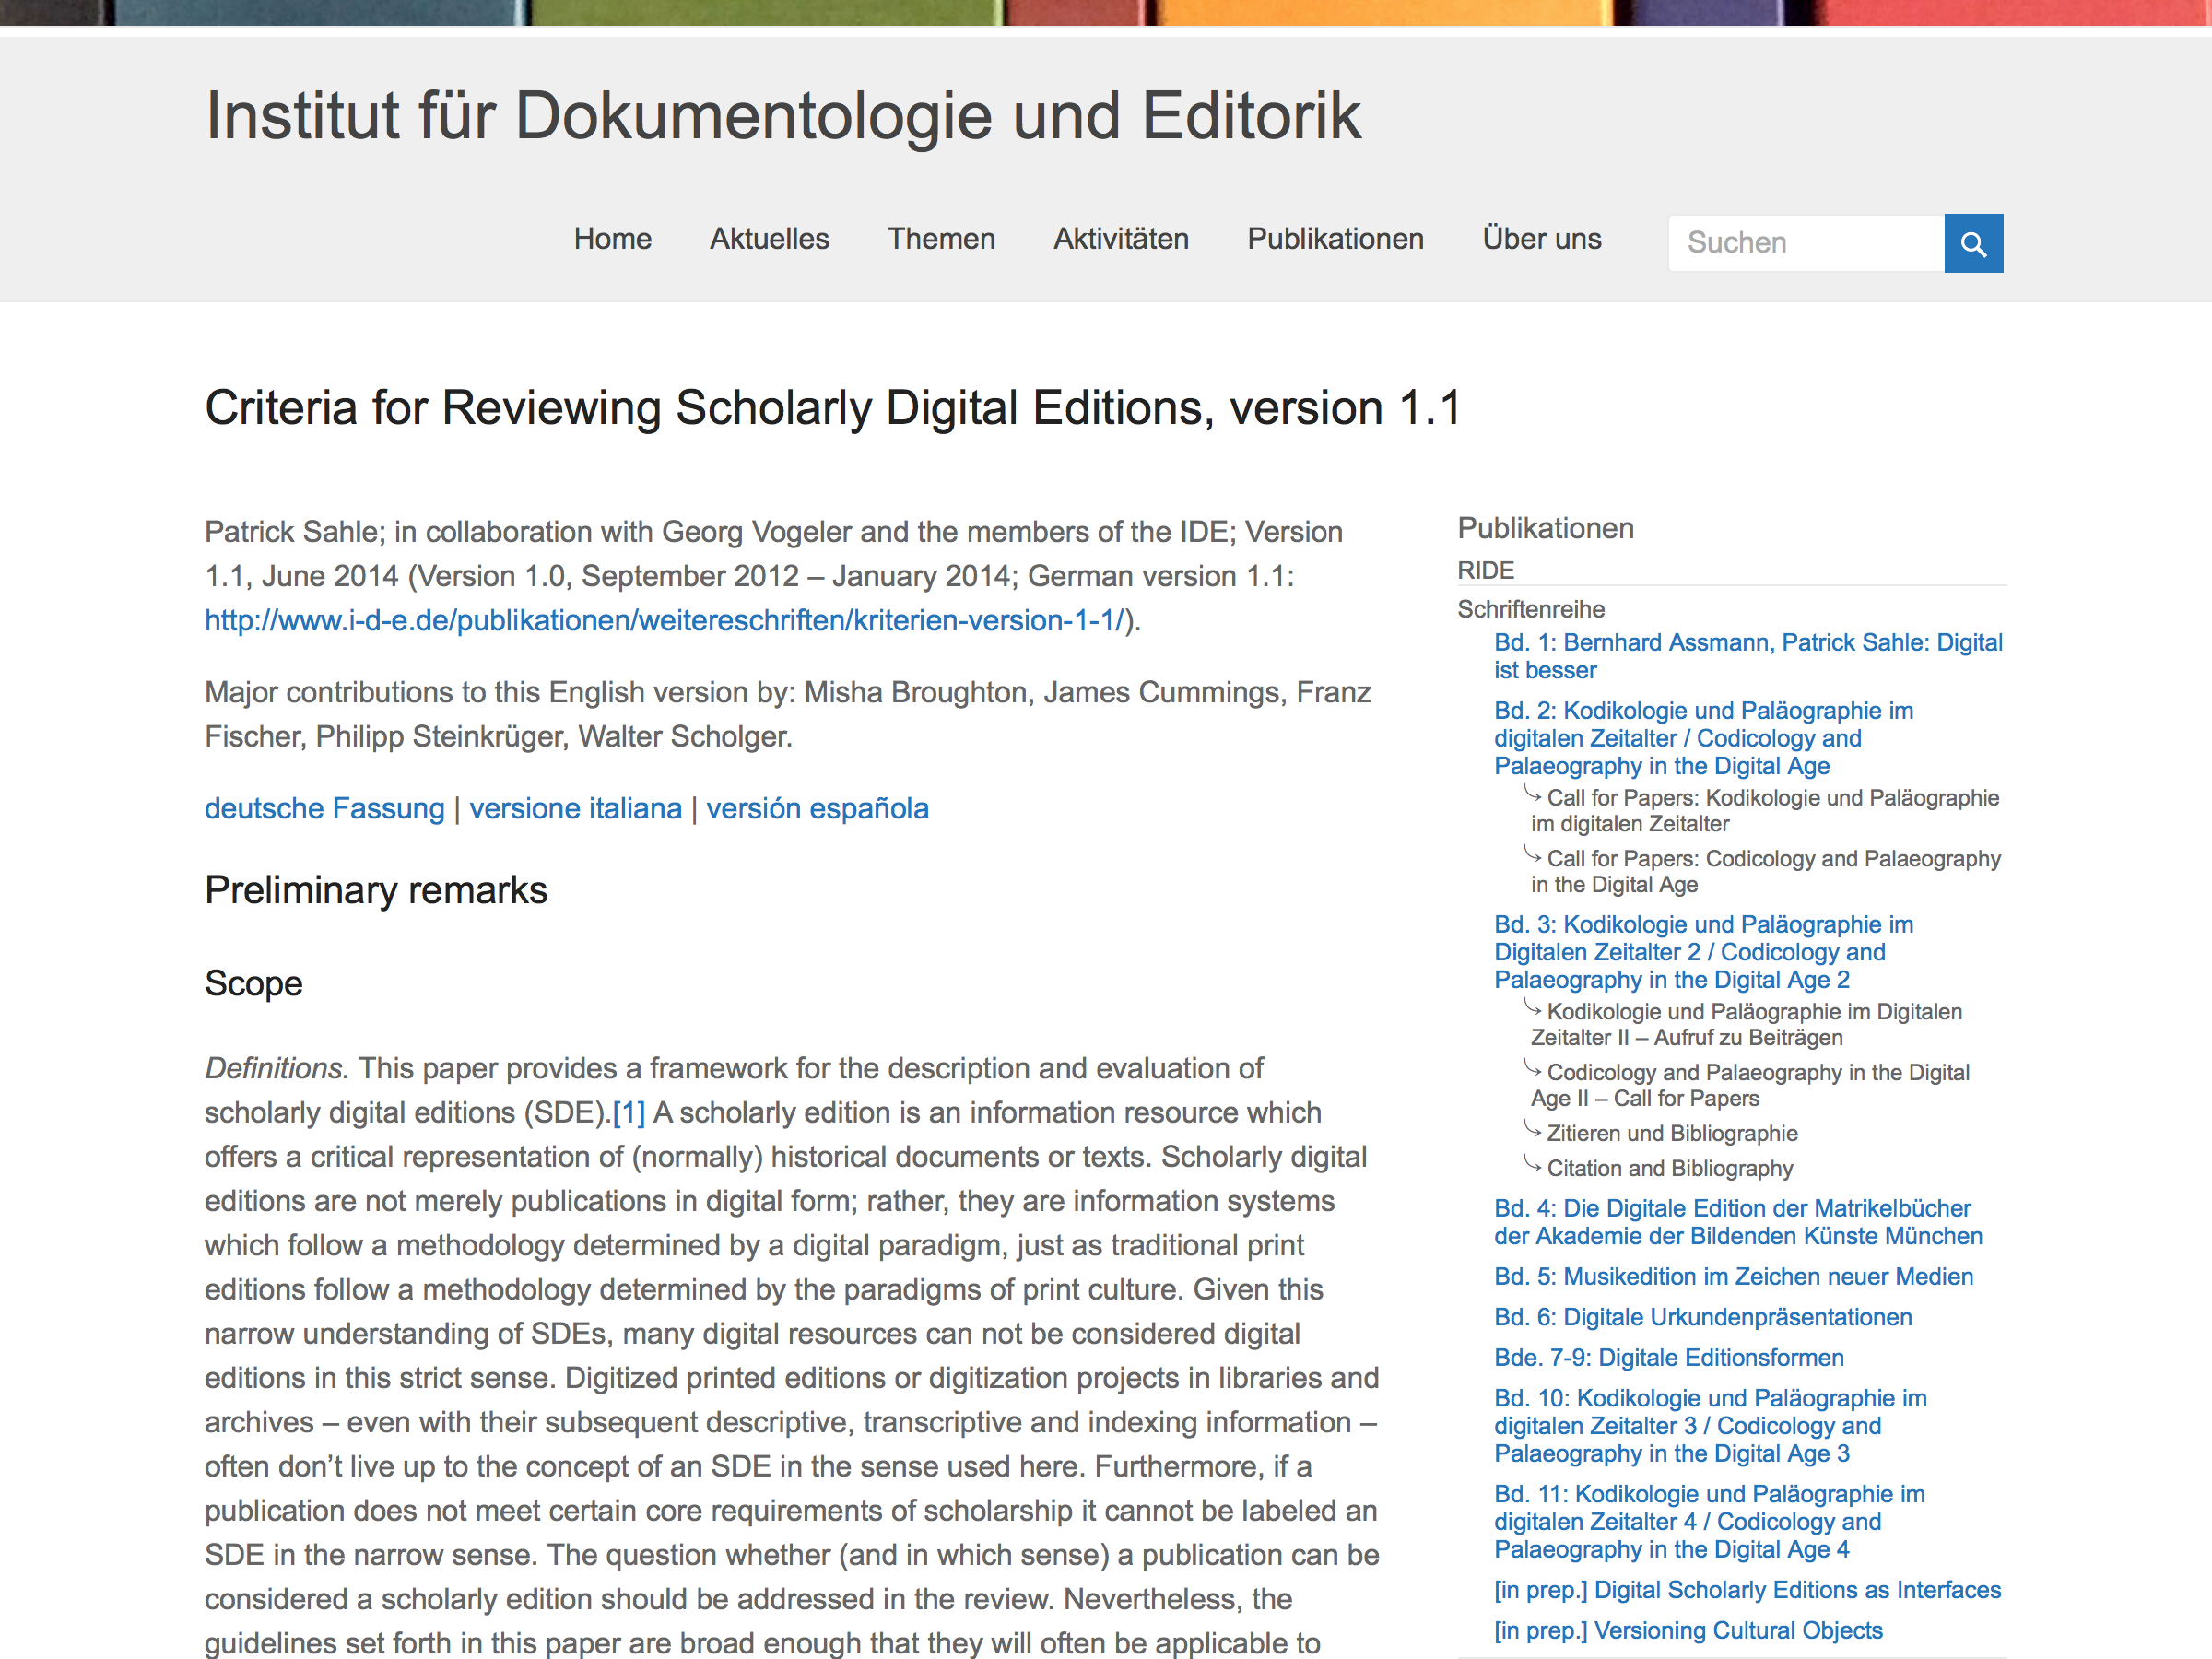 Institut für Dokumentologie und Editorik
Home Aktuelles Themen Aktivitäten Publikationen Über uns Suchen
Criteria for Reviewing Scholarly Digital Editions, version 1.1
Patrick Sahle; in collaboration with Georg Vogeler and the members of the IDE; Version
1.1, June 2014 (Version 1.0, September 2012 – January 2014; German version 1.1:
http://www.i-d-e.de/publikationen/weitereschriften/kriterien-version-1-1/).
Major contributions to this English version by: Misha Broughton, James Cummings, Franz
Fischer, Philipp Steinkrüger, Walter Scholger.
deutsche Fassung | versione italiana | versión española
Preliminary remarks
Scope
Definitions. This paper provides a framework for the description and evaluation of
scholarly digital editions (SDE).[1] A scholarly edition is an information resource which
offers a critical representation of (normally) historical documents or texts. Scholarly digital
editions are not merely publications in digital form; rather, they are information systems
which follow a methodology determined by a digital paradigm, just as traditional print
editions follow a methodology determined by the paradigms of print culture. Given this
narrow understanding of SDEs, many digital resources can not be considered digital
editions in this strict sense. Digitized printed editions or digitization projects in libraries and
archives – even with their subsequent descriptive, transcriptive and indexing information –
often don’t live up to the concept of an SDE in the sense used here. Furthermore, if a
publication does not meet certain core requirements of scholarship it cannot be labeled an
SDE in the narrow sense. The question whether (and in which sense) a publication can be
considered a scholarly edition should be addressed in the review. Nevertheless, the
guidelines set forth in this paper are broad enough that they will often be applicable to
Publikationen
RIDE
Schriftenreihe
Bd. 1: Bernhard Assmann, Patrick Sahle: Digital
ist besser
Bd. 2: Kodikologie und Paläographie im
digitalen Zeitalter / Codicology and
Palaeography in the Digital Age
Call for Papers: Kodikologie und Paläographie
im digitalen Zeitalter
Call for Papers: Codicology and Palaeography
in the Digital Age
Bd. 3: Kodikologie und Paläographie im
Digitalen Zeitalter 2 / Codicology and
Palaeography in the Digital Age 2
Kodikologie und Paläographie im Digitalen
Zeitalter II – Aufruf zu Beiträgen
Codicology and Palaeography in the Digital
Age II – Call for Papers
Zitieren und Bibliographie
Citation and Bibliography
Bd. 4: Die Digitale Edition der Matrikelbücher
der Akademie der Bildenden Künste München
Bd. 5: Musikedition im Zeichen neuer Medien
Bd. 6: Digitale Urkundenpräsentationen
Bde. 7-9: Digitale Editionsformen
Bd. 10: Kodikologie und Paläographie im
digitalen Zeitalter 3 / Codicology and
Palaeography in the Digital Age 3
Bd. 11: Kodikologie und Paläographie im
digitalen Zeitalter 4 / Codicology and
Palaeography in the Digital Age 4
[in prep.] Digital Scholarly Editions as Interfaces
[in prep.] Versioning Cultural Objects